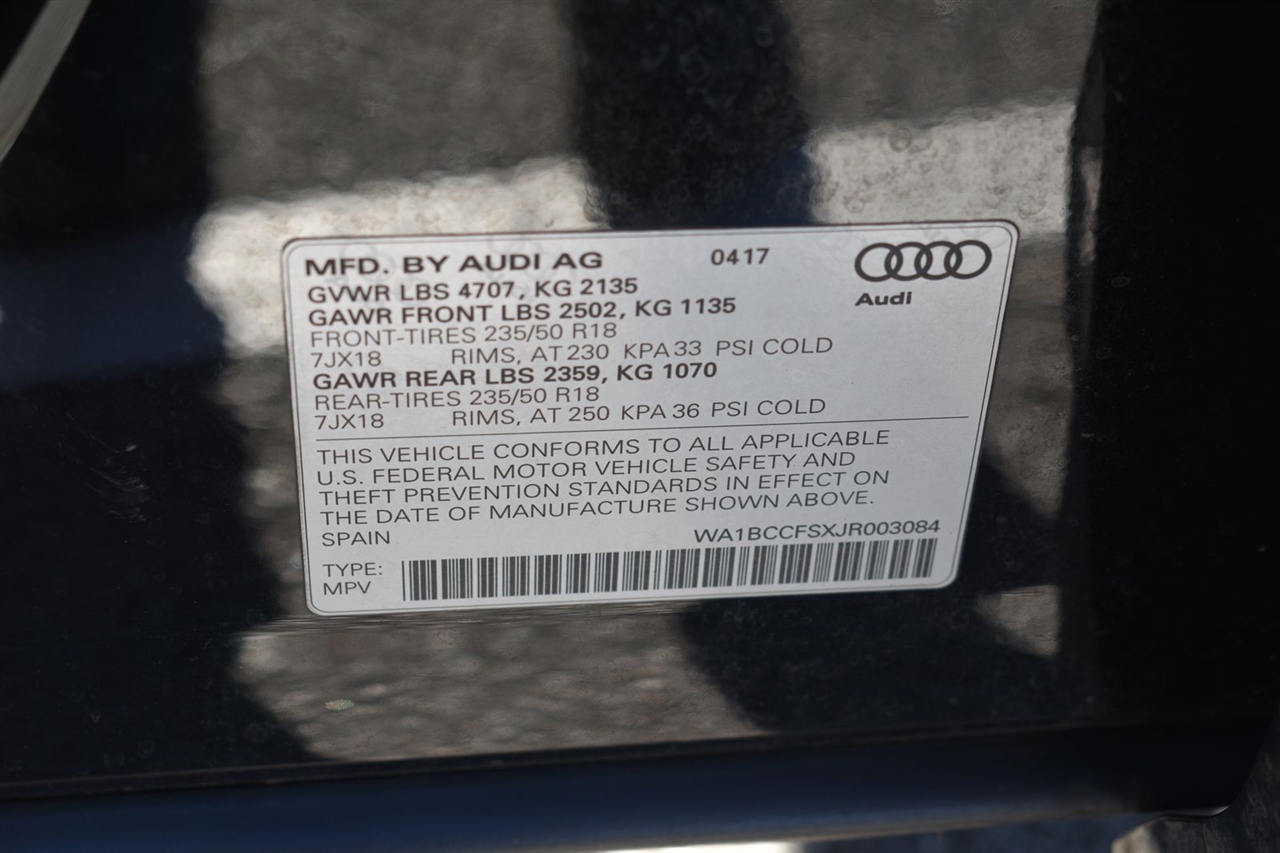 MFD. BY AUDI AG 0417
Audi
GVWR LBS 4707, KG 2135
GAWR FRONT LBS 2502, KG 1135
FRONT-TIRES 235/50 R18
7JX18 RIMS, AT 230 KPA 33 PSI COLD
GAWR REAR LBS 2359, KG 1070
REAR-TIRES 235/50 R18
7JX18 RIMS, AT 250 KPA 36 PSI COLD
THIS VEHICLE CONFORMS TO ALL APPLICABLE
U.S. FEDERAL MOTOR VEHICLE SAFETY AND
THEFT PREVENTION STANDARDS IN EFFECT ON
THE DATE OF MANUFACTURE SHOWN ABOVE.
SPAIN WA1BCCFSXJR003084
TYPE:
MPV